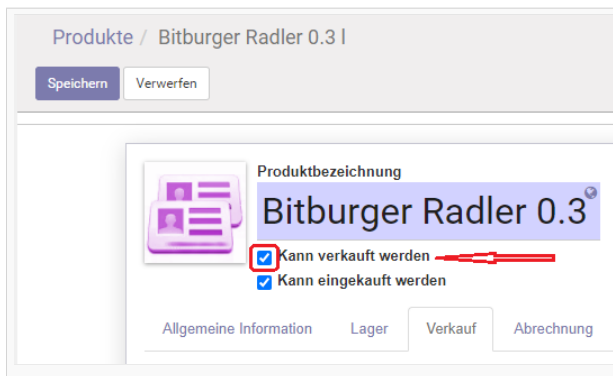 Produkte / Bitburger Radler 0.3 l
Speichern Verwerfen
Produktbezeichnung
Bitburger Radler 0.3
Kann verkauft werden
Kann eingekauft werden
Allgemeine Information Lager Verkauf Abrechnung